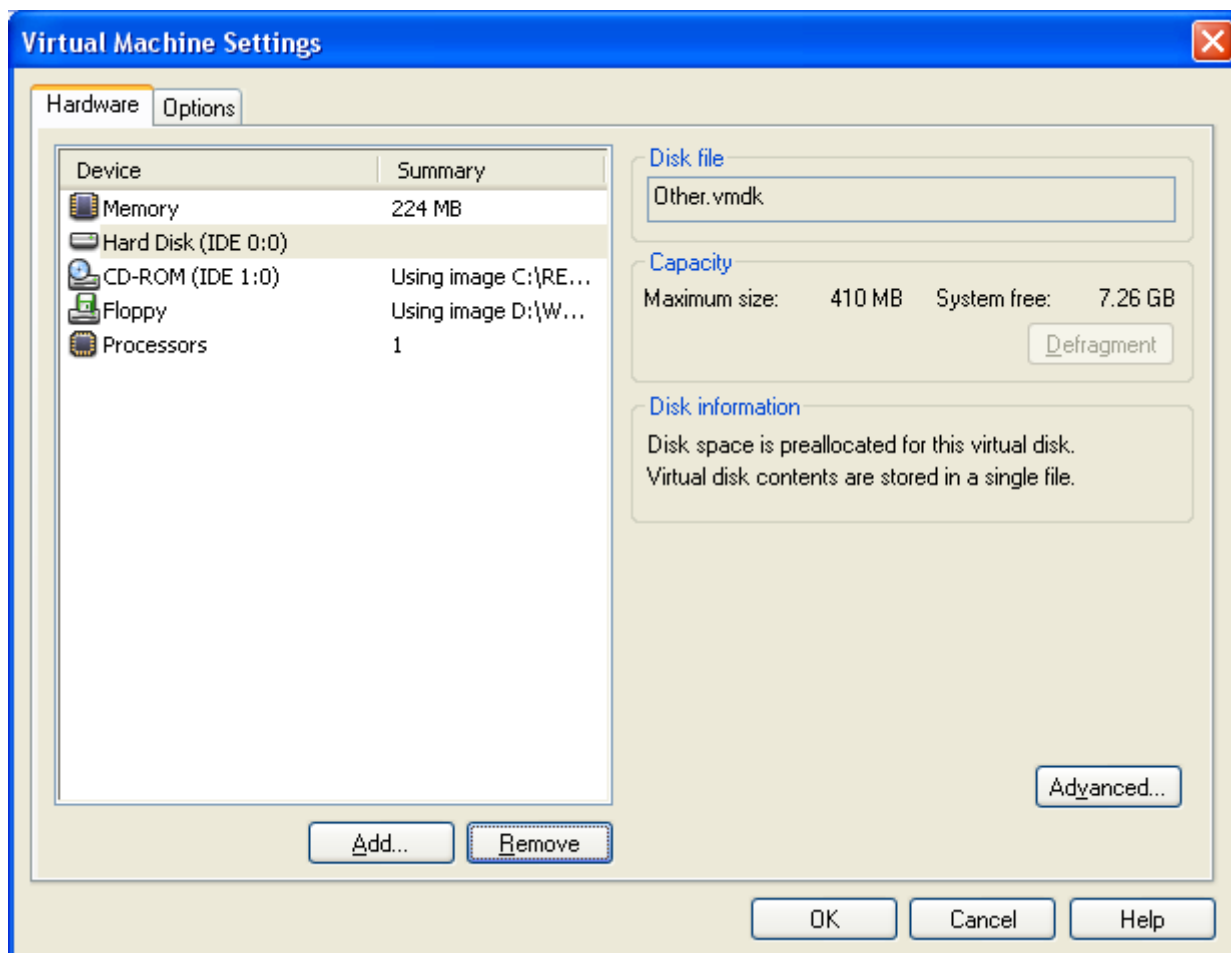 Virtual Machine Settings
Hardware
Options
Device Summary
Memory 224 MB
Hard Disk (IDE 0:0)
CD-ROM (IDE 1:0) Using image C:\RE...
Floppy Using image D:\W...
Processors 1
Add... Remove
Disk file
Other.vmdk
Capacity
Maximum size: 410 MB System free: 7.26 GB
Defragment
Disk information
Disk space is preallocated for this virtual disk.
Virtual disk contents are stored in a single file.
Advanced...
OK Cancel Help